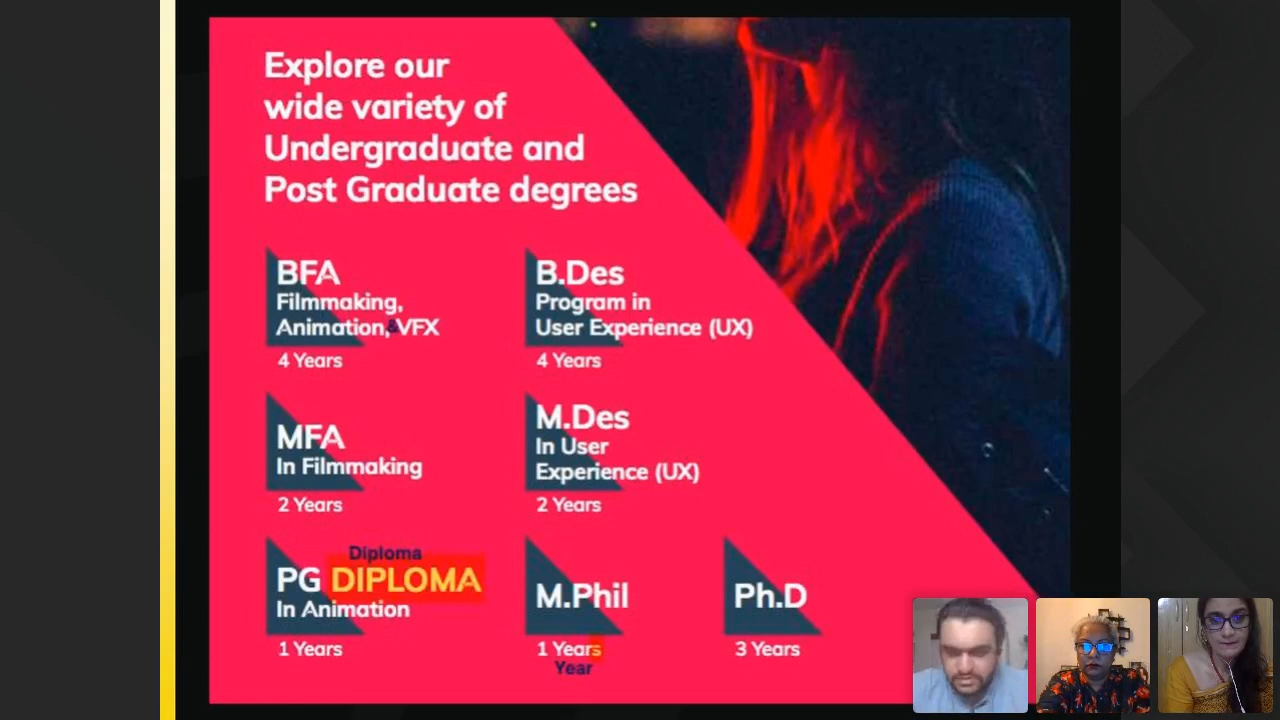 Explore our
wide variety of
Undergraduate and
Post Graduate degrees
BFA
Filmmaking,
Animation,&VFX
4 Years
B.Des
Program in
User Experience (UX)
4 Years
MFA
In Filmmaking
2 Years
M.Des
In User
Experience (UX)
2 Years
Diploma
PG DIPLOMA
In Animation
1 Years
M.Phil
1 Years
Year
Ph.D
3 Years